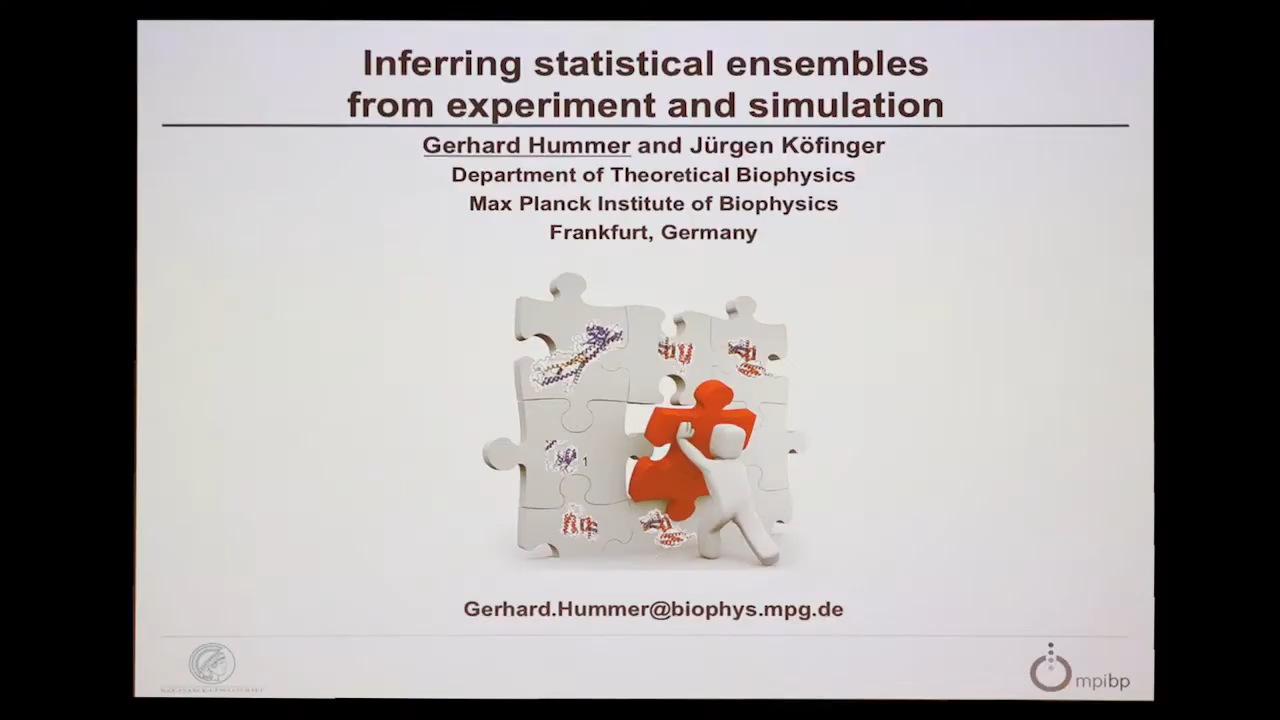 Inferring statistical ensembles
from experiment and simulation
Gerhard Hummer and Jürgen Köfinger
Department of Theoretical Biophysics
Max Planck Institute of Biophysics
Frankfurt, Germany
1
Gerhard.Hummer@biophys.mpg.de
mpibp